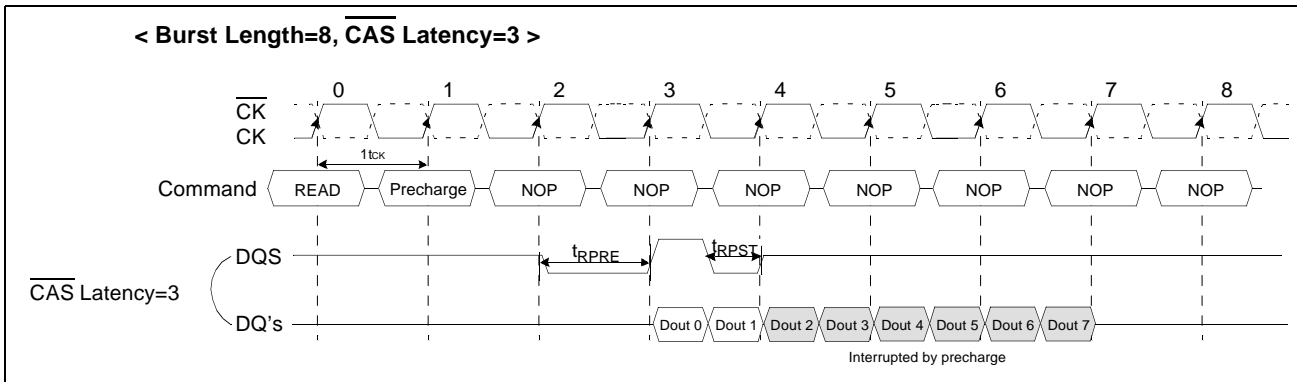 < Burst Length=8, CAS Latency=3 >
0 1 2 3 4 5 6 7 8
CK
CK
1tCK
Command READ Precharge NOP NOP NOP NOP NOP NOP NOP
DQS tRPRE tRPST
CAS Latency=3
DQ's Dout 0 Dout 1 Dout 2 Dout 3 Dout 4 Dout 5 Dout 6 Dout 7
Interrupted by precharge